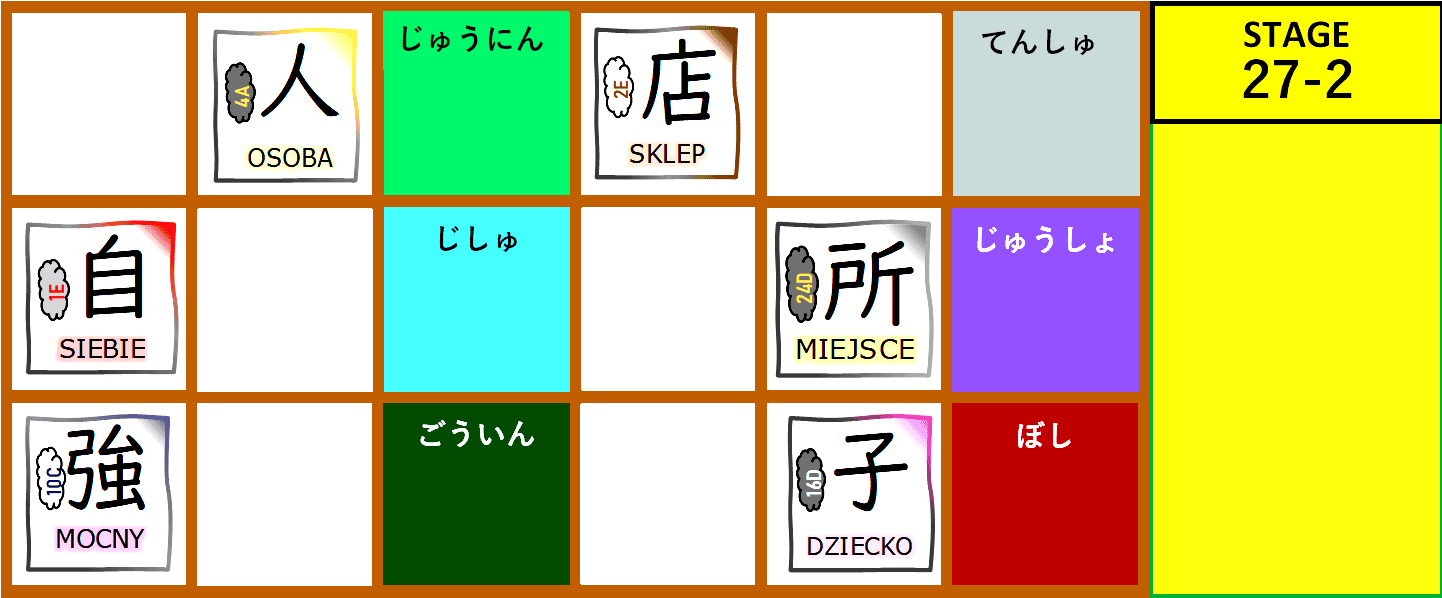 4A
人
OSOBA
じゅうにん
2E
店
SKLEP
てんしゅ
STAGE
27-2
1E
自
SIEBIE
じしゅ
24D
所
MIEJSCE
じゅうしょ
10C
強
MOCNY
ごういん
16D
子
DZIECKO
ぼし